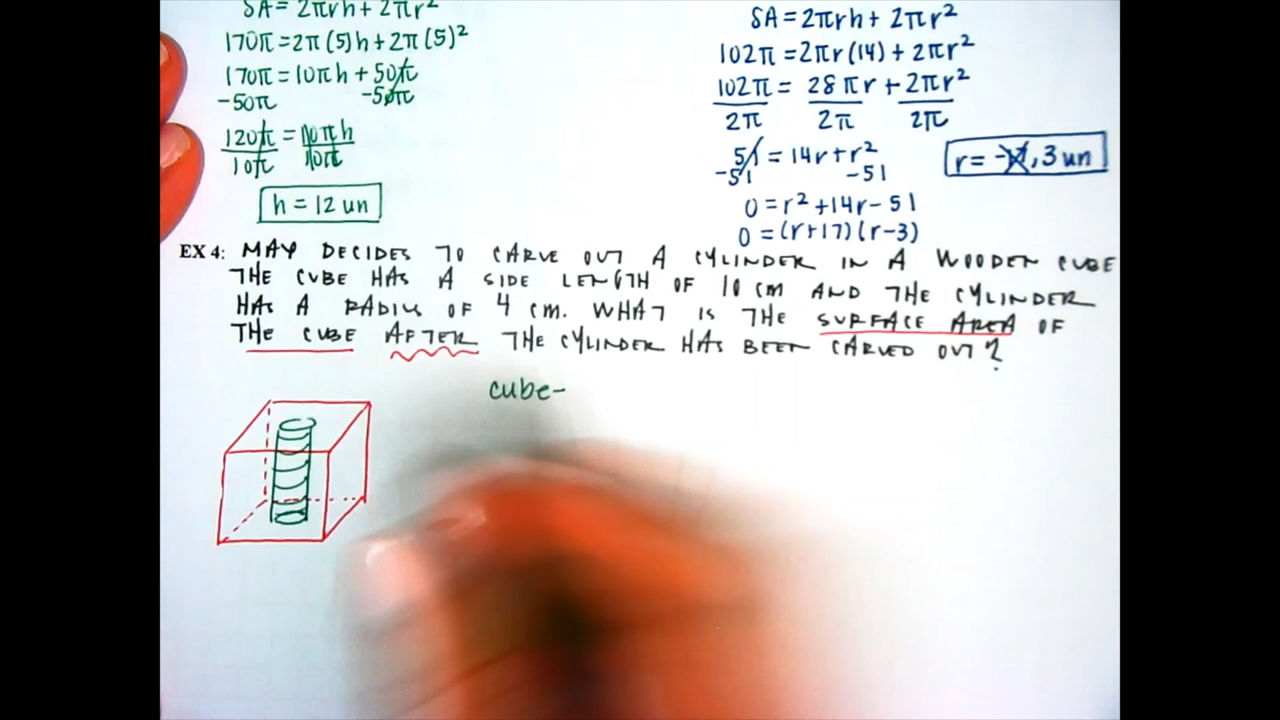 SA = 2πrh + 2πr²
170π = 2π(5)h + 2π(5)²
170π = 10πh + 50π
-50π -50π
120π = 10πh
10π 10π
h = 12 un
SA = 2πrh + 2πr²
102π = 2πr(14) + 2πr²
102π = 28πr + 2πr²
2π 2π 2π
51 = 14r + r²
-51 -51
0 = r² + 14r - 51
0 = (r+17)(r-3)
r = -17, 3 un
EX 4: MAY DECIDES TO CARVE OUT A CYLINDER IN A WOODEN CUBE
THE CUBE HAS A SIDE LENGTH OF 10 CM AND THE CYLINDER
HAS A RADIUS OF 4 CM. WHAT IS THE SURFACE AREA OF
THE CUBE AFTER THE CYLINDER HAS BEEN CARVED OUT?
cube-